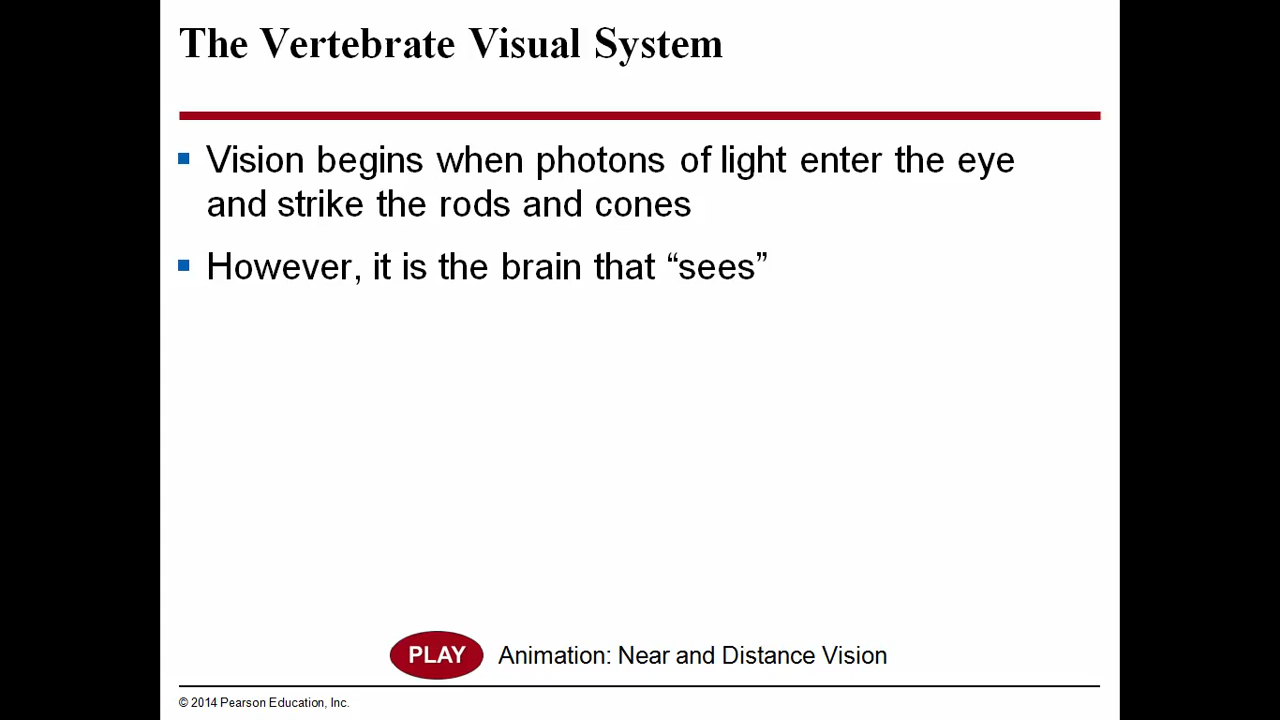 The Vertebrate Visual System
Vision begins when photons of light enter the eye
and strike the rods and cones
However, it is the brain that “sees”
PLAY Animation: Near and Distance Vision
© 2014 Pearson Education, Inc.